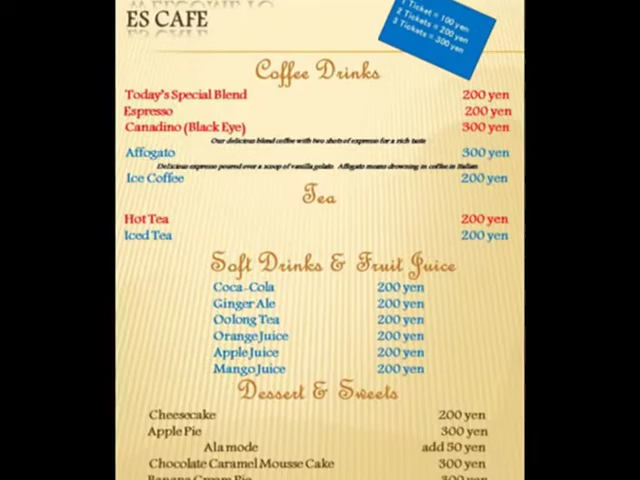 ES CAFE
1 Ticket = 100 yen
2 Tickets = 200 yen
3 Tickets = 300 yen
Coffee Drinks
Today's Special Blend 200 yen
Espresso 200 yen
Canadino (Black Eye) 300 yen
Our delicious blend coffee with two shots of espresso for a rich taste
Affogato 300 yen
Delicious espresso poured over a scoop of vanilla gelato Affogato means drowning in coffee in Italian
Ice Coffee 200 yen
Tea
Hot Tea 200 yen
Iced Tea 200 yen
Soft Drinks & Fruit Juice
Coca-Cola 200 yen
Ginger Ale 200 yen
Oolong Tea 200 yen
Orange Juice 200 yen
Apple Juice 200 yen
Mango Juice 200 yen
Dessert & Sweets
Cheesecake 200 yen
Apple Pie 300 yen
Ala mode add 50 yen
Chocolate Caramel Mousse Cake 300 yen
Banana Cream Pie